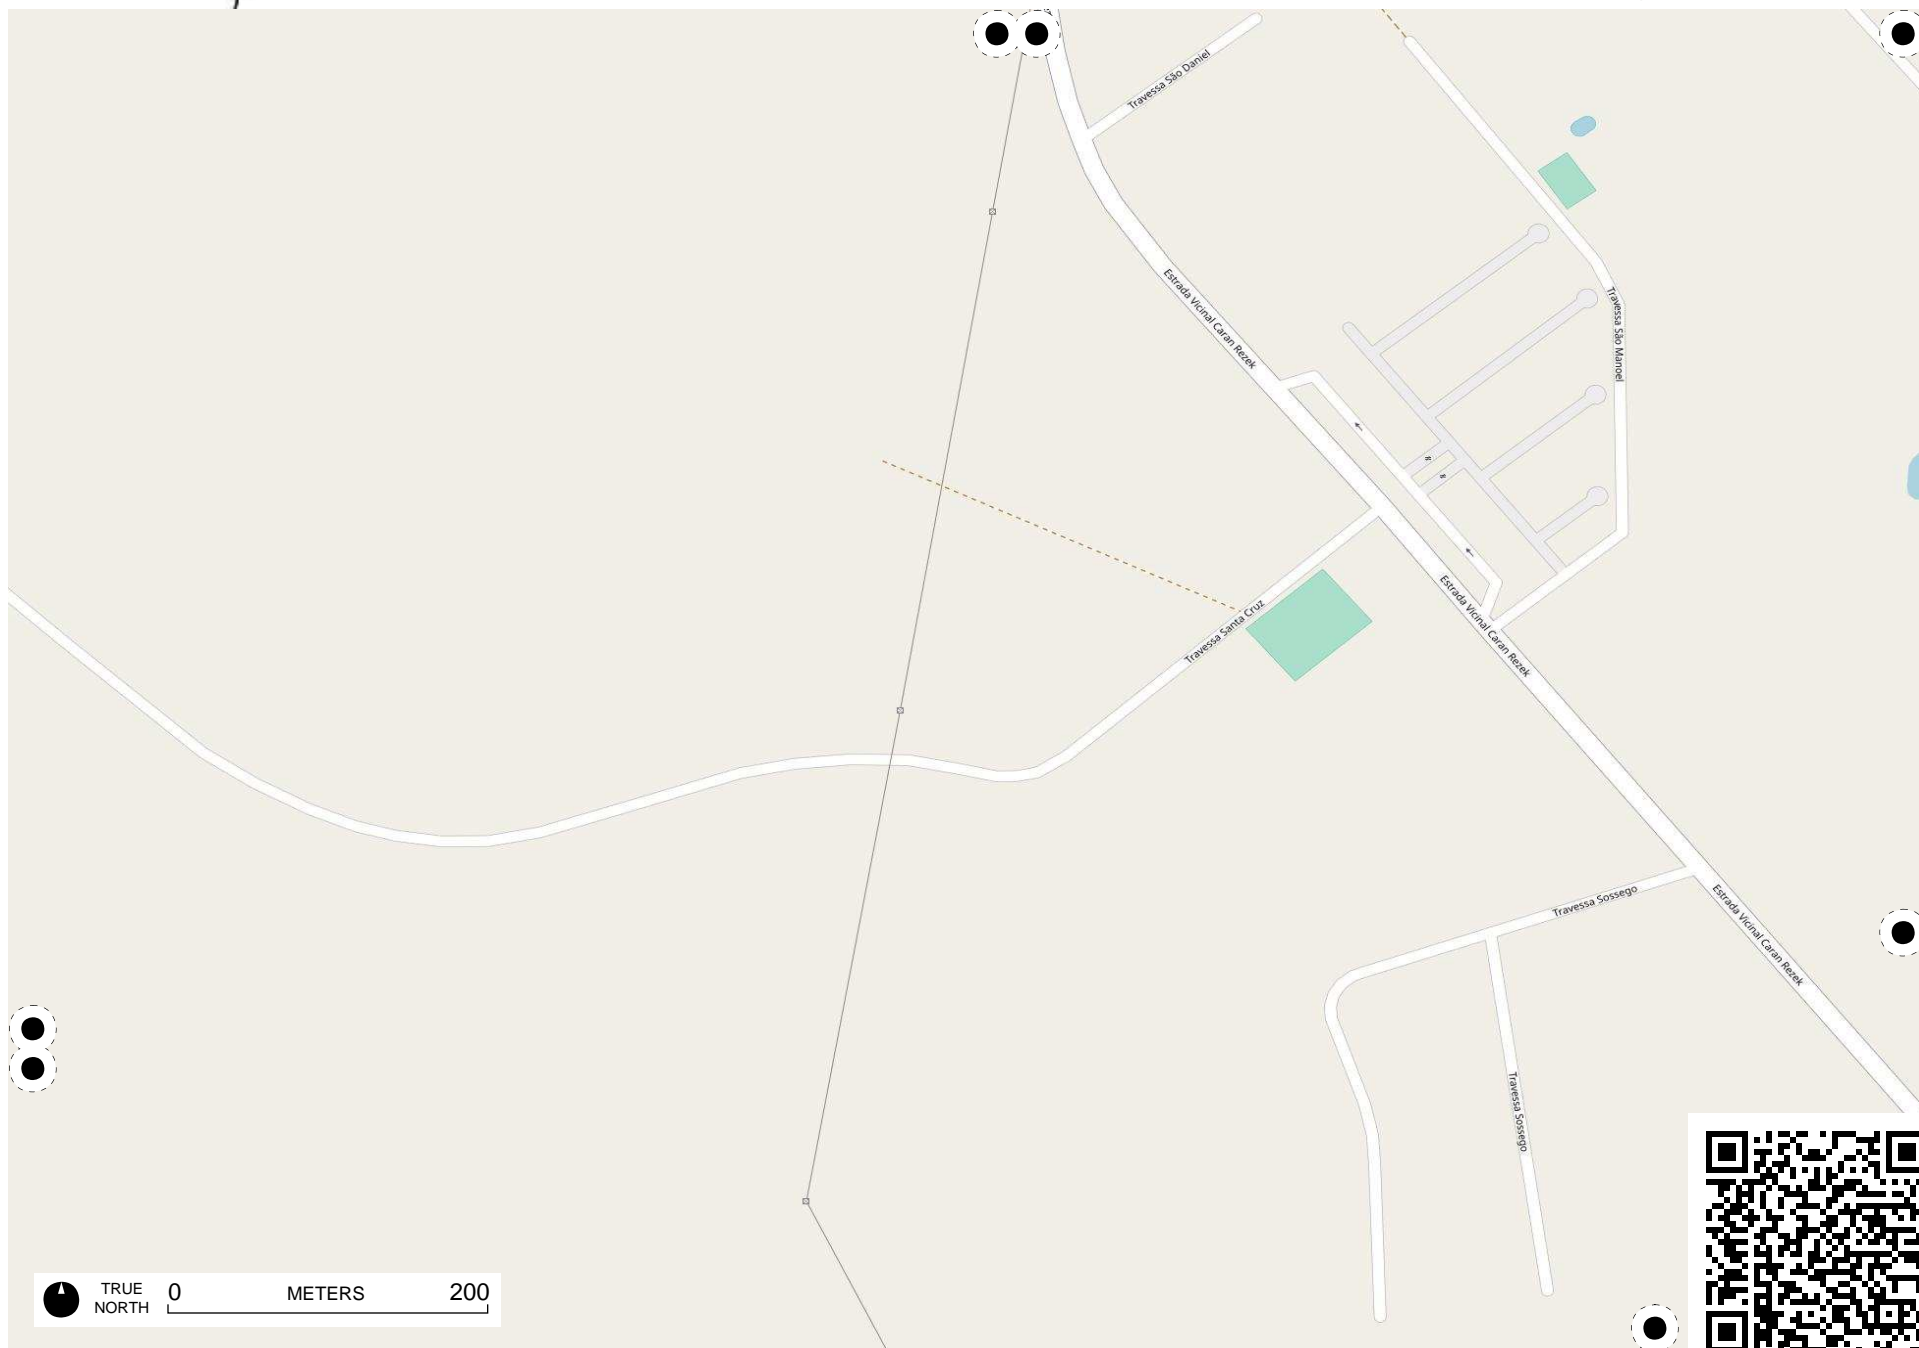 Travessa São Daniel
Estrada Vicinal Caran Rezek
Travessa São Manoel
Travessa Santa Cruz
Estrada Vicinal Caran Rezek
Travessa Sossego
Estrada Vicinal Caran Rezek
Travessa Sossego
TRUE NORTH
0 METERS 200